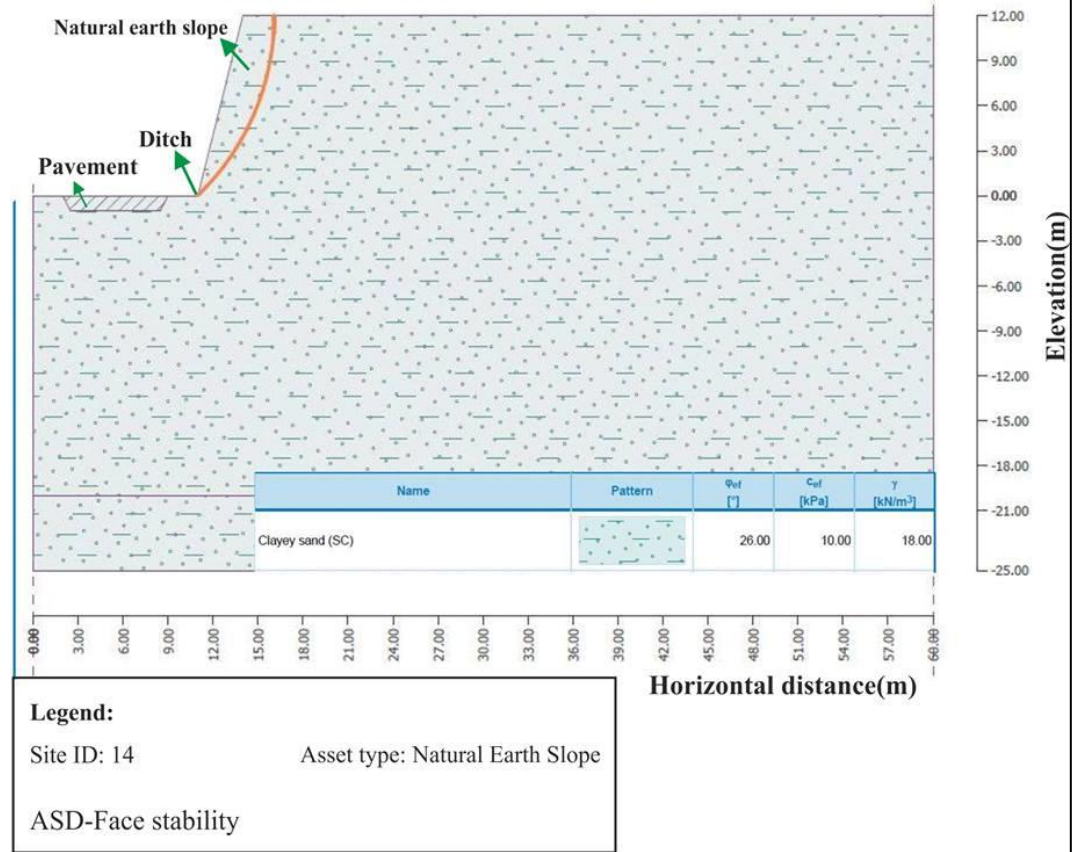 Natural earth slope
Ditch
Pavement
12.00
9.00
6.00
3.00
0.00
-3.00
-6.00
-9.00
-12.00
-15.00
-18.00
-21.00
-25.00
Elevation(m)
Name Pattern φef [°] cef [kPa] γ [kN/m³]
Clayey sand (SC) 26.00 10.00 18.00
3.00 6.00 9.00 12.00 15.00 18.00 21.00 24.00 27.00 30.00 33.00 36.00 39.00 42.00 45.00 48.00 51.00 54.00 57.00
Horizontal distance(m)
Legend:
Site ID: 14 Asset type: Natural Earth Slope
ASD-Face stability